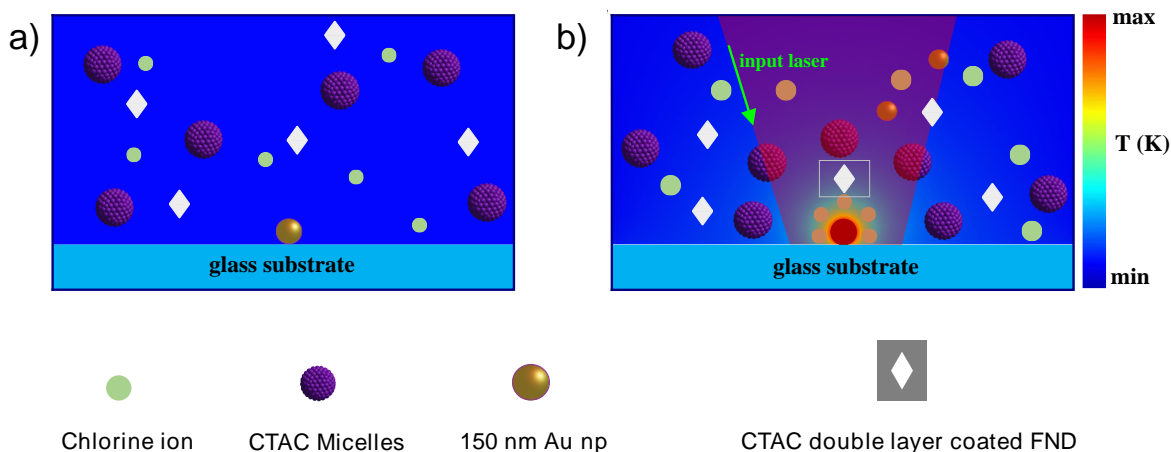 a)
glass substrate
b)
input laser
glass substrate
max
T (K)
min
Chlorine ion
CTAC Micelles
150 nm Au np
CTAC double layer coated FND